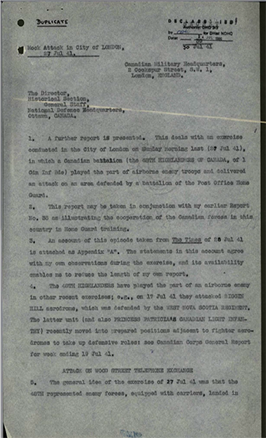 DUPLICATE
DECLASSIFIED
Mock Attack in City of LONDON,
27 Jul 41.
30 Jul 41
Canadian Military Headquarters,
2 Cockspur Street, S.W. 1,
London, ENGLAND.
The Director,
Historical Section,
General Staff,
National Defence Headquarters,
Ottawa, CANADA.
1. A further report is presented. This deals with an exercise
conducted in the City of London on Sunday morning last (27 Jul 41),
in which a Canadian battalion (the 48TH HIGHLANDERS OF CANADA, of 1
Cdn Inf Bde) played the part of airborne enemy troops and delivered
an attack on an area defended by a battalion of the Post Office Home
Guard.
2. This report may be taken in conjunction with my earlier Report
No. as illustrating the cooperation of the Canadian forces in this
country in Home Guard training.
3. An account of this episode taken from The Times of Jul 41
is attached as Appendix "A". The statements in this account agree
with my own observations during the exercise, and its availability
enables me to reduce the length of my own report.
4. The 48TH HIGHLANDERS have played the part of an airborne enemy
in other recent exercises; e.g., on 17 Jul 41 they attacked BIGGIN
HILL aerodrome, which was defended by the WEST NOVA SCOTIA REGIMENT.
The latter unit (and also PRINCESS PATRICIA'S CANADIAN LIGHT INFAN-
TRY) recently moved into prepared positions adjacent to fighter aero-
dromes to take up defensive roles: see Canadian Corps General Report
for week ending 19 Jul 41.
ATTACK ON WOOD STREET TELEPHONE EXCHANGE
5. The general idea of the exercise of 27 Jul 41 was that the
48TH represented enemy forces, equipped with carriers, landed in